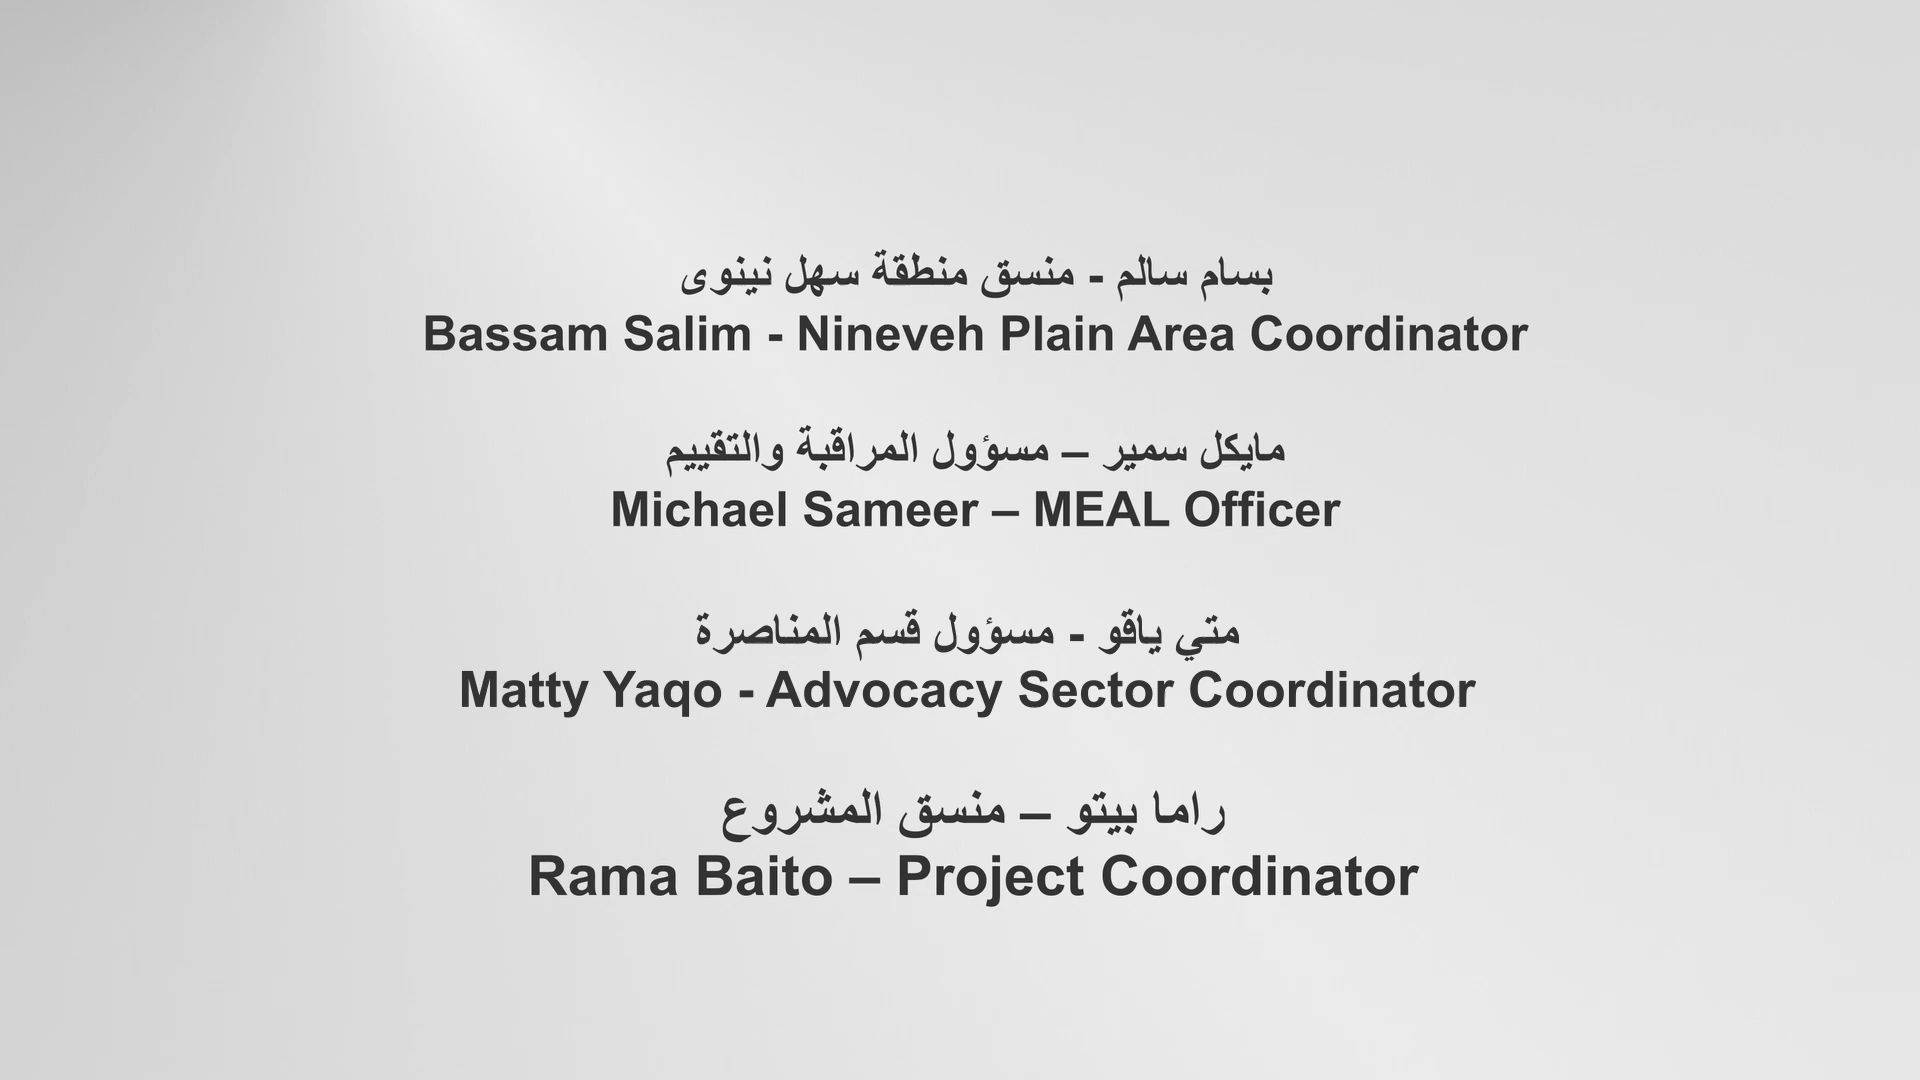 بسام سالم - منسق منطقة سهل نينوى
Bassam Salim - Nineveh Plain Area Coordinator
مايكل سمير – مسؤول المراقبة والتقييم
Michael Sameer – MEAL Officer
متي ياقو - مسؤول قسم المناصرة
Matty Yaqo - Advocacy Sector Coordinator
راما بيتو – منسق المشروع
Rama Baito – Project Coordinator